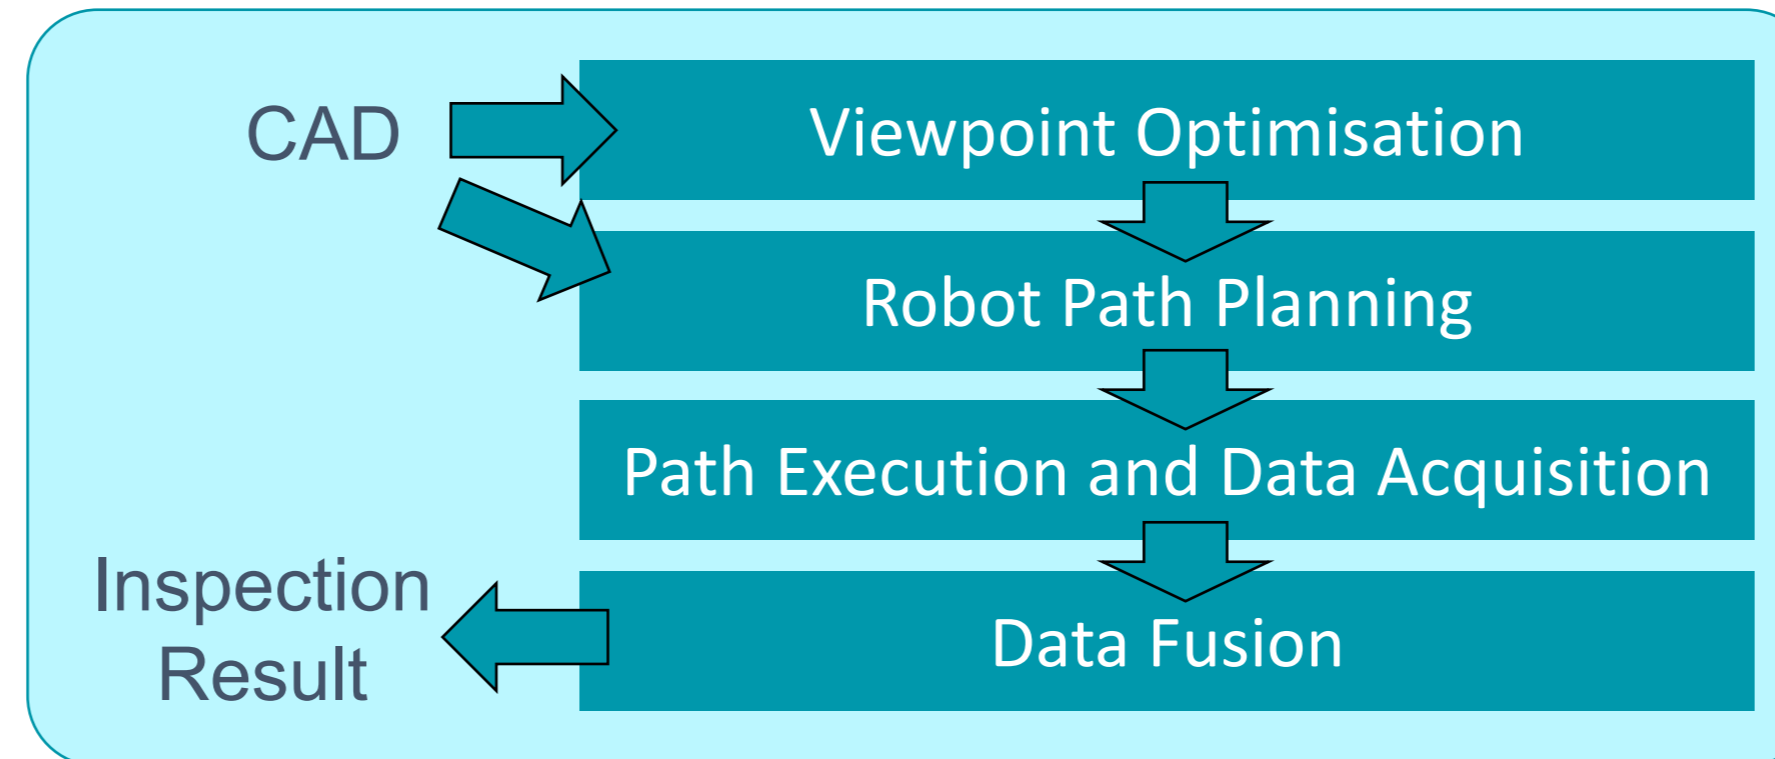 CAD
Viewpoint Optimisation
Robot Path Planning
Path Execution and Data Acquisition
Inspection
Result
Data Fusion